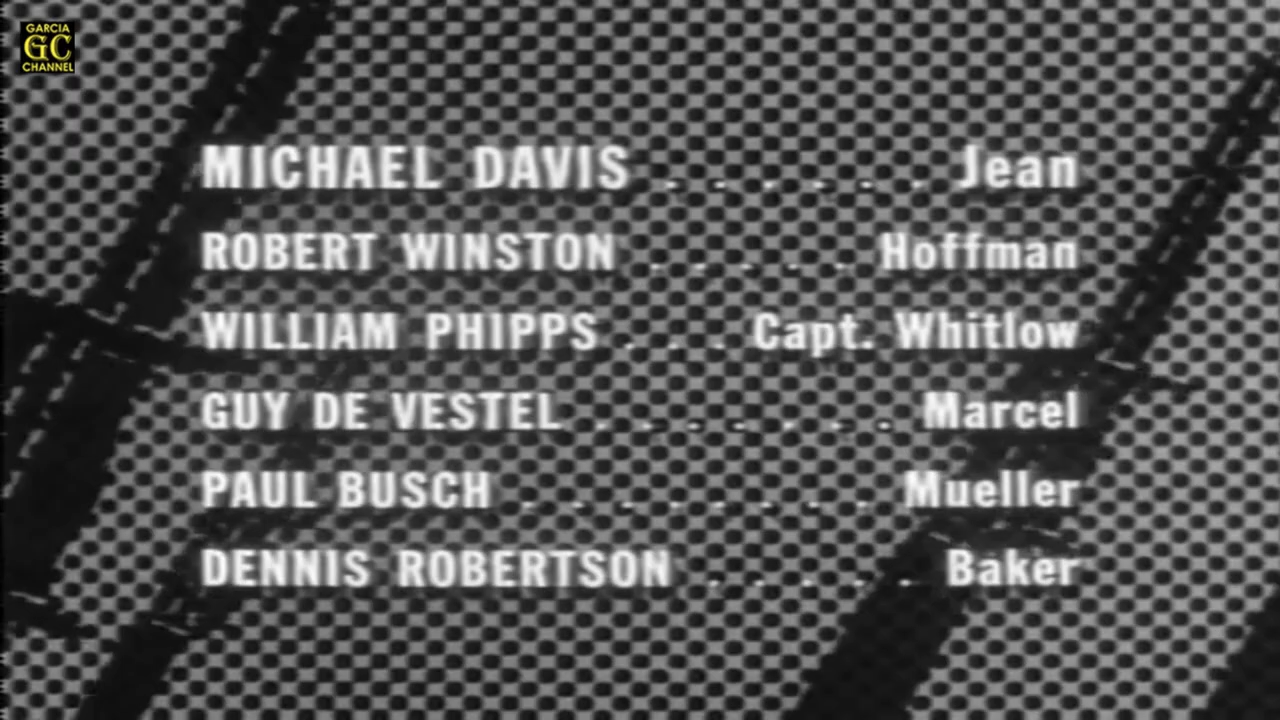 GARCIA
GC
CHANNEL
MICHAEL DAVIS . . . . . . Jean
ROBERT WINSTON . . . . . Hoffman
WILLIAM PHIPPS . . . Capt. Whitlow
GUY DE VESTEL . . . . . . . Marcel
PAUL BUSCH . . . . . . . . Mueller
DENNIS ROBERTSON . . . . . Baker